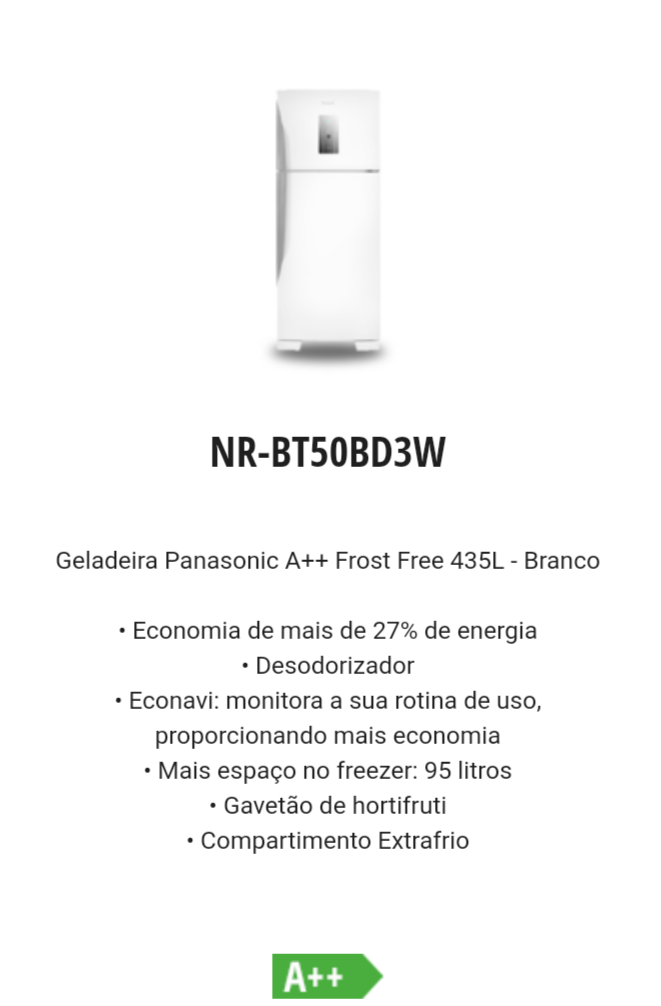 NR-BT50BD3W
Geladeira Panasonic A++ Frost Free 435L - Branco
• Economia de mais de 27% de energia
• Desodorizador
• Econavi: monitora a sua rotina de uso,
proporcionando mais economia
• Mais espaço no freezer: 95 litros
• Gavetão de hortifruti
• Compartimento Extrafrio
A++